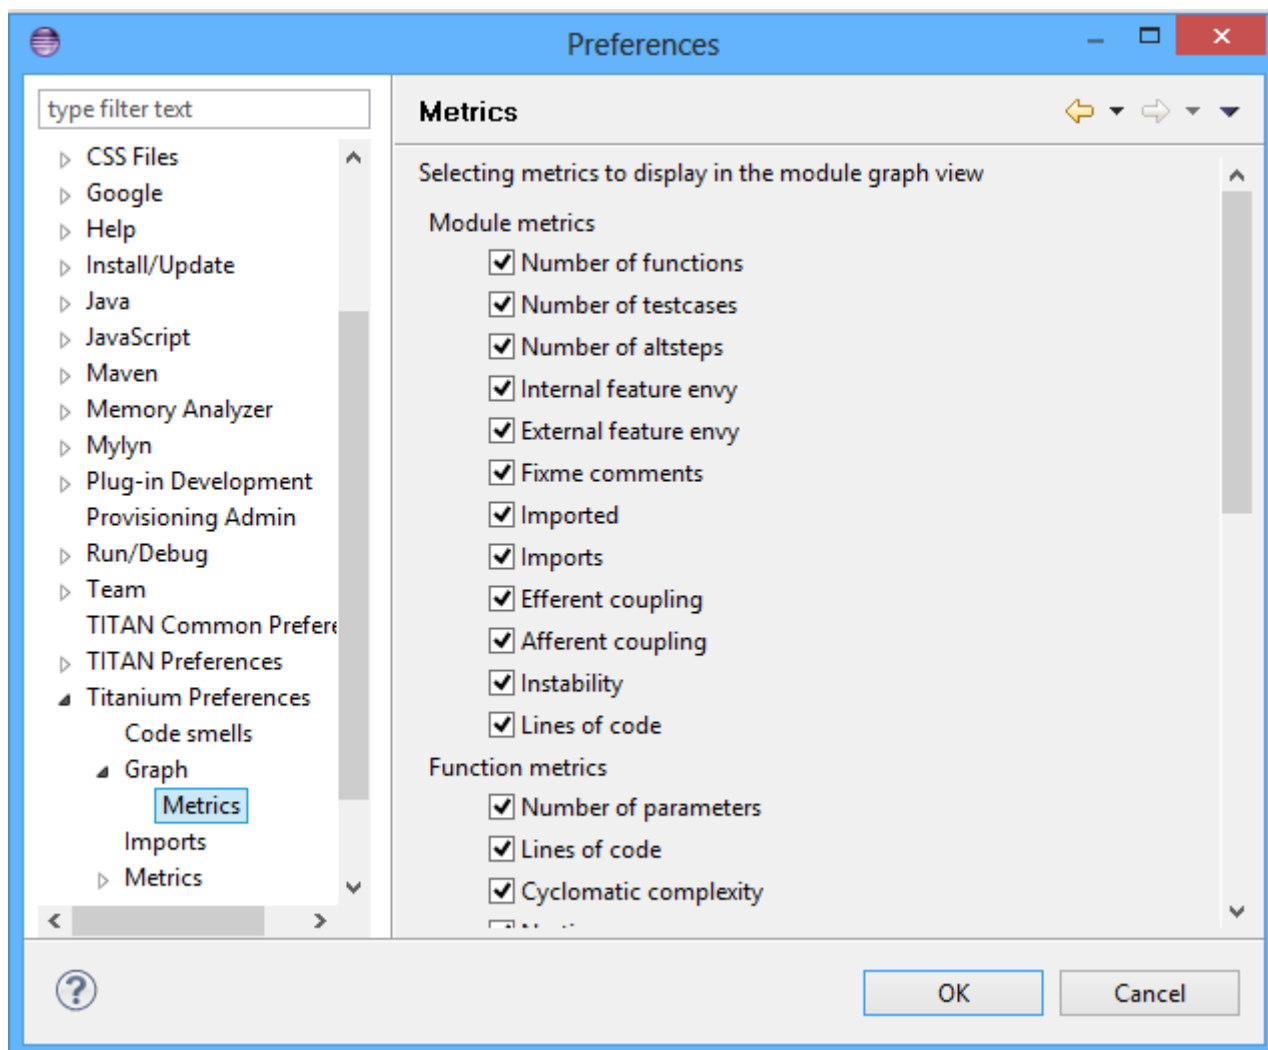 Preferences
type filter text
CSS Files
Google
Help
Install/Update
Java
JavaScript
Maven
Memory Analyzer
Mylyn
Plug-in Development
Provisioning Admin
Run/Debug
Team
TITAN Common Prefere
TITAN Preferences
Titanium Preferences
Code smells
Graph
Metrics
Imports
Metrics
Metrics
Selecting metrics to display in the module graph view
Module metrics
Number of functions
Number of testcases
Number of altsteps
Internal feature envy
External feature envy
Fixme comments
Imported
Imports
Efferent coupling
Afferent coupling
Instability
Lines of code
Function metrics
Number of parameters
Lines of code
Cyclomatic complexity
OK
Cancel